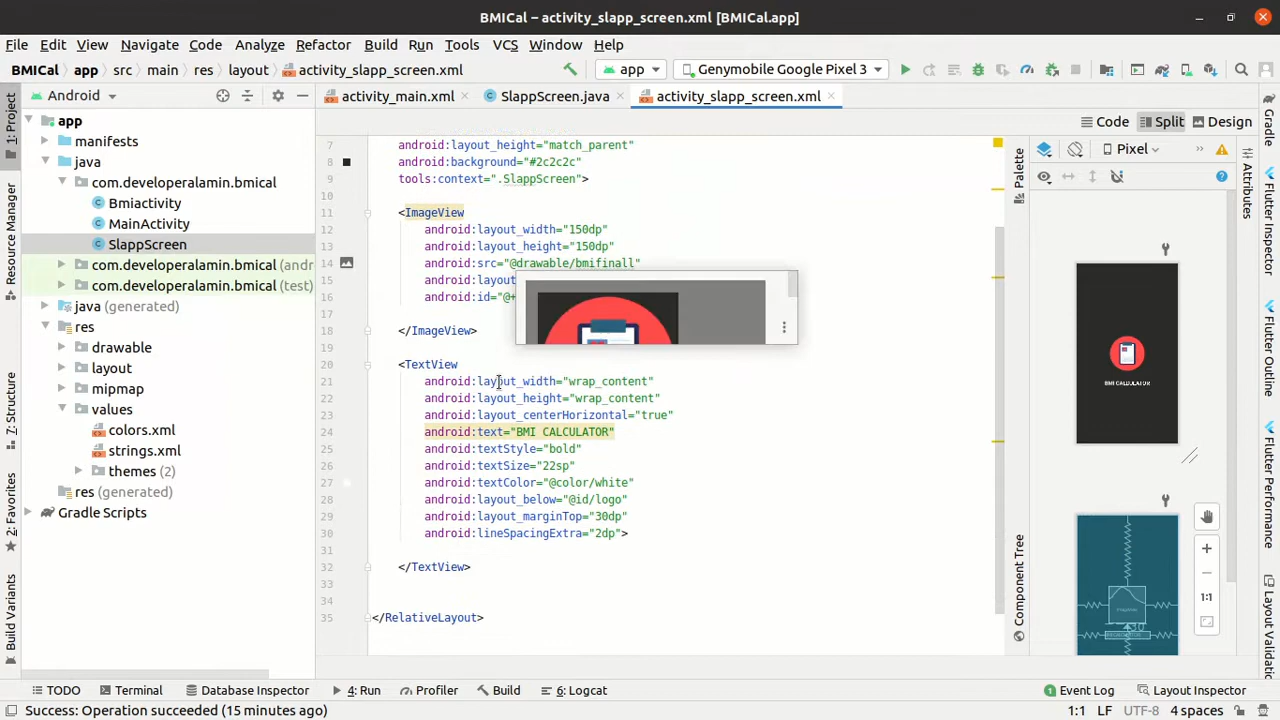 BMICal – activity_slapp_screen.xml [BMICal.app]
File Edit View Navigate Code Analyze Refactor Build Run Tools VCS Window Help
BMICal app src main res layout activity_slapp_screen.xml app Genymobile Google Pixel 3
Android activity_main.xml SlappScreen.java activity_slapp_screen.xml
Code Split Design
Palette Pixel Attributes
Component Tree
1: Project
Resource Manager
7: Structure
2: Favorites
Build Variants
Gradle
Flutter Outline
Flutter Performance
Layout Validati
app
manifests
java
com.developeralamin.bmical
Bmiactivity
MainActivity
SlappScreen
com.developeralamin.bmical (andr
com.developeralamin.bmical (test)
java (generated)
res
drawable
layout
mipmap
values
colors.xml
strings.xml
themes (2)
res (generated)
Gradle Scripts
7 android:layout_height="match_parent"
8 android:background="#2c2c2c"
9 tools:context=".SlappScreen">
10
11 <ImageView
12 android:layout_width="150dp"
13 android:layout_height="150dp"
14 android:src="@drawable/bmifinall"
15 android:layout
16 android:id="@+
17
18 </ImageView>
19
20 <TextView
21 android:layout_width="wrap_content"
22 android:layout_height="wrap_content"
23 android:layout_centerHorizontal="true"
24 android:text="BMI CALCULATOR"
25 android:textStyle="bold"
26 android:textSize="22sp"
27 android:textColor="@color/white"
28 android:layout_below="@id/logo"
29 android:layout_marginTop="30dp"
30 android:lineSpacingExtra="2dp">
31
32 </TextView>
33
34
35 </RelativeLayout>
BMI CALCULATOR
30
1:1
TODO Terminal Database Inspector 4: Run Profiler Build 6: Logcat Event Log Layout Inspector
Success: Operation succeeded (15 minutes ago) 1:1 LF UTF-8 4 spaces